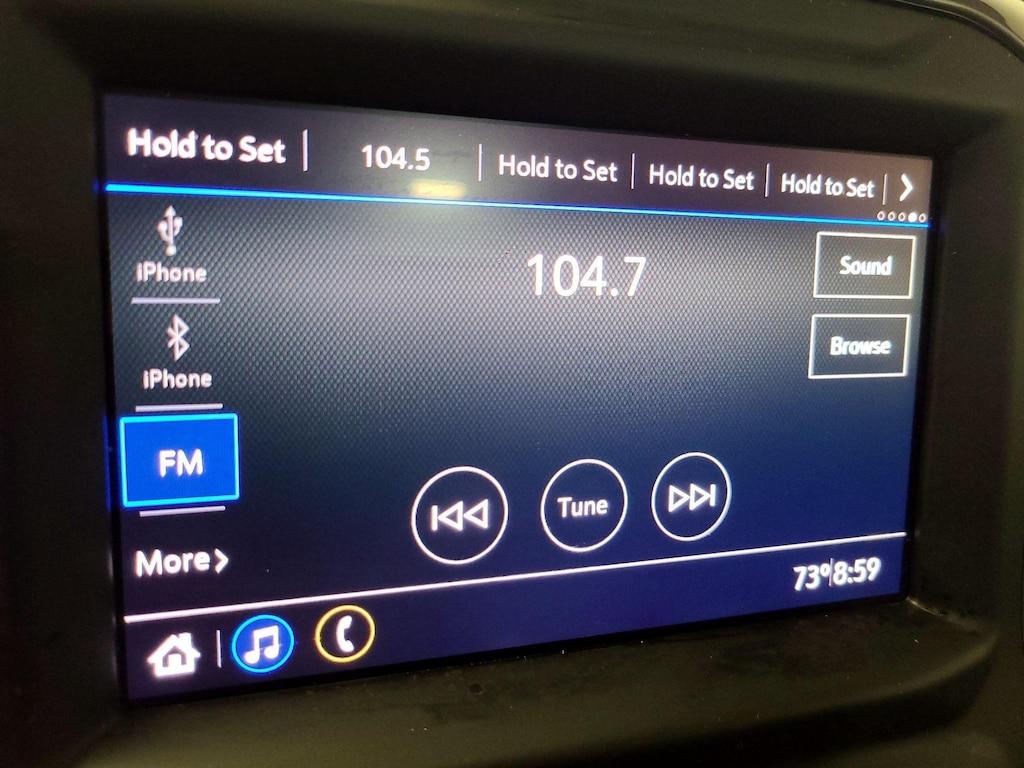 Hold to Set | 104.5 | Hold to Set | Hold to Set | Hold to Set
iPhone
104.7
Sound
iPhone
Browse
FM
Tune
More
73° 8:59